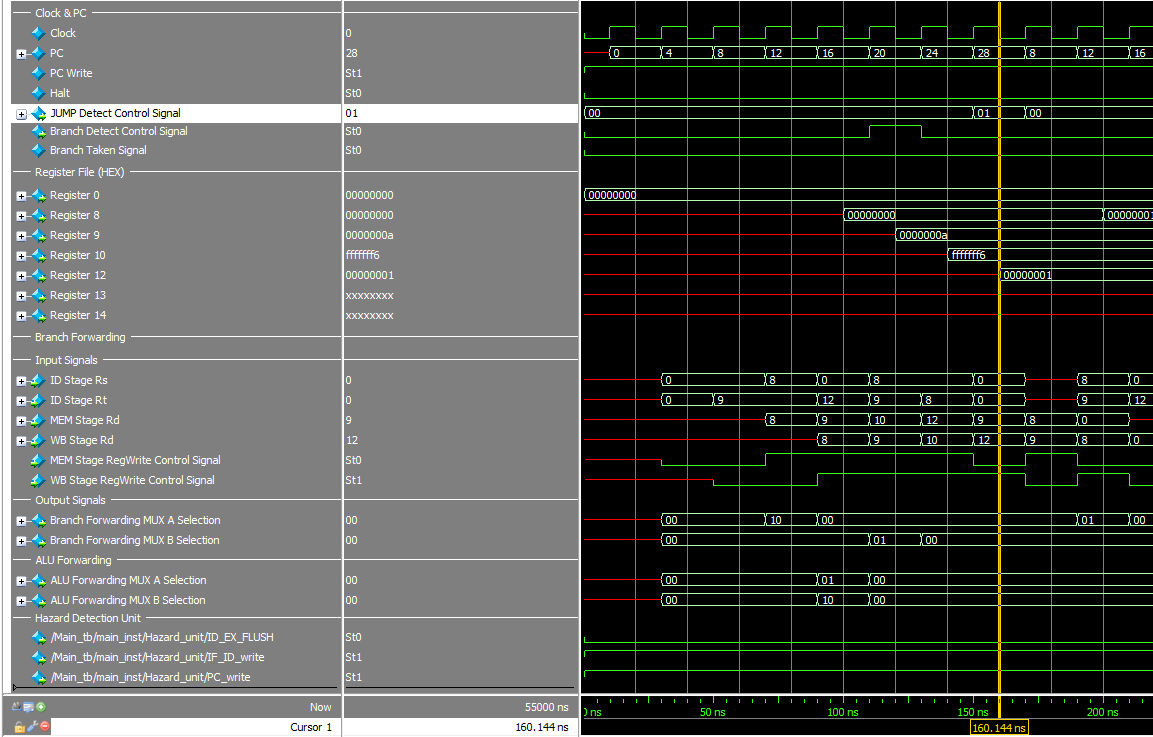 Clock & PC
Clock 0
PC 28 0 4 8 12 16 20 24 28 8 12 16
PC Write St1
Halt St0
JUMP Detect Control Signal 01 00 01 00
Branch Detect Control Signal St0
Branch Taken Signal St0
Register File (HEX)
Register 0 00000000 00000000
Register 8 00000000 00000000 00000001
Register 9 0000000a 0000000a
Register 10 fffffff6 fffffff6
Register 12 00000001 00000001
Register 13 xxxxxxxx
Register 14 xxxxxxxx
Branch Forwarding
Input Signals
ID Stage Rs 0 0 8 0 8 0 8 0
ID Stage Rt 0 0 9 12 9 8 0 9 12
MEM Stage Rd 9 8 9 10 12 9 8 0
WB Stage Rd 12 8 9 10 12 9 8 0
MEM Stage RegWrite Control Signal St0
WB Stage RegWrite Control Signal St1
Output Signals
Branch Forwarding MUX A Selection 00 00 10 00 01 00
Branch Forwarding MUX B Selection 00 00 01 00
ALU Forwarding
ALU Forwarding MUX A Selection 00 00 01 00
ALU Forwarding MUX B Selection 00 00 10 00
Hazard Detection Unit
/Main_tb/main_inst/Hazard_unit/ID_EX_FLUSH St0
/Main_tb/main_inst/Hazard_unit/IF_ID_write St1
/Main_tb/main_inst/Hazard_unit/PC_write St1
Now 55000 ns ns 50 ns 100 ns 150 ns 200 ns
Cursor 1 160.144 ns 160.144 ns